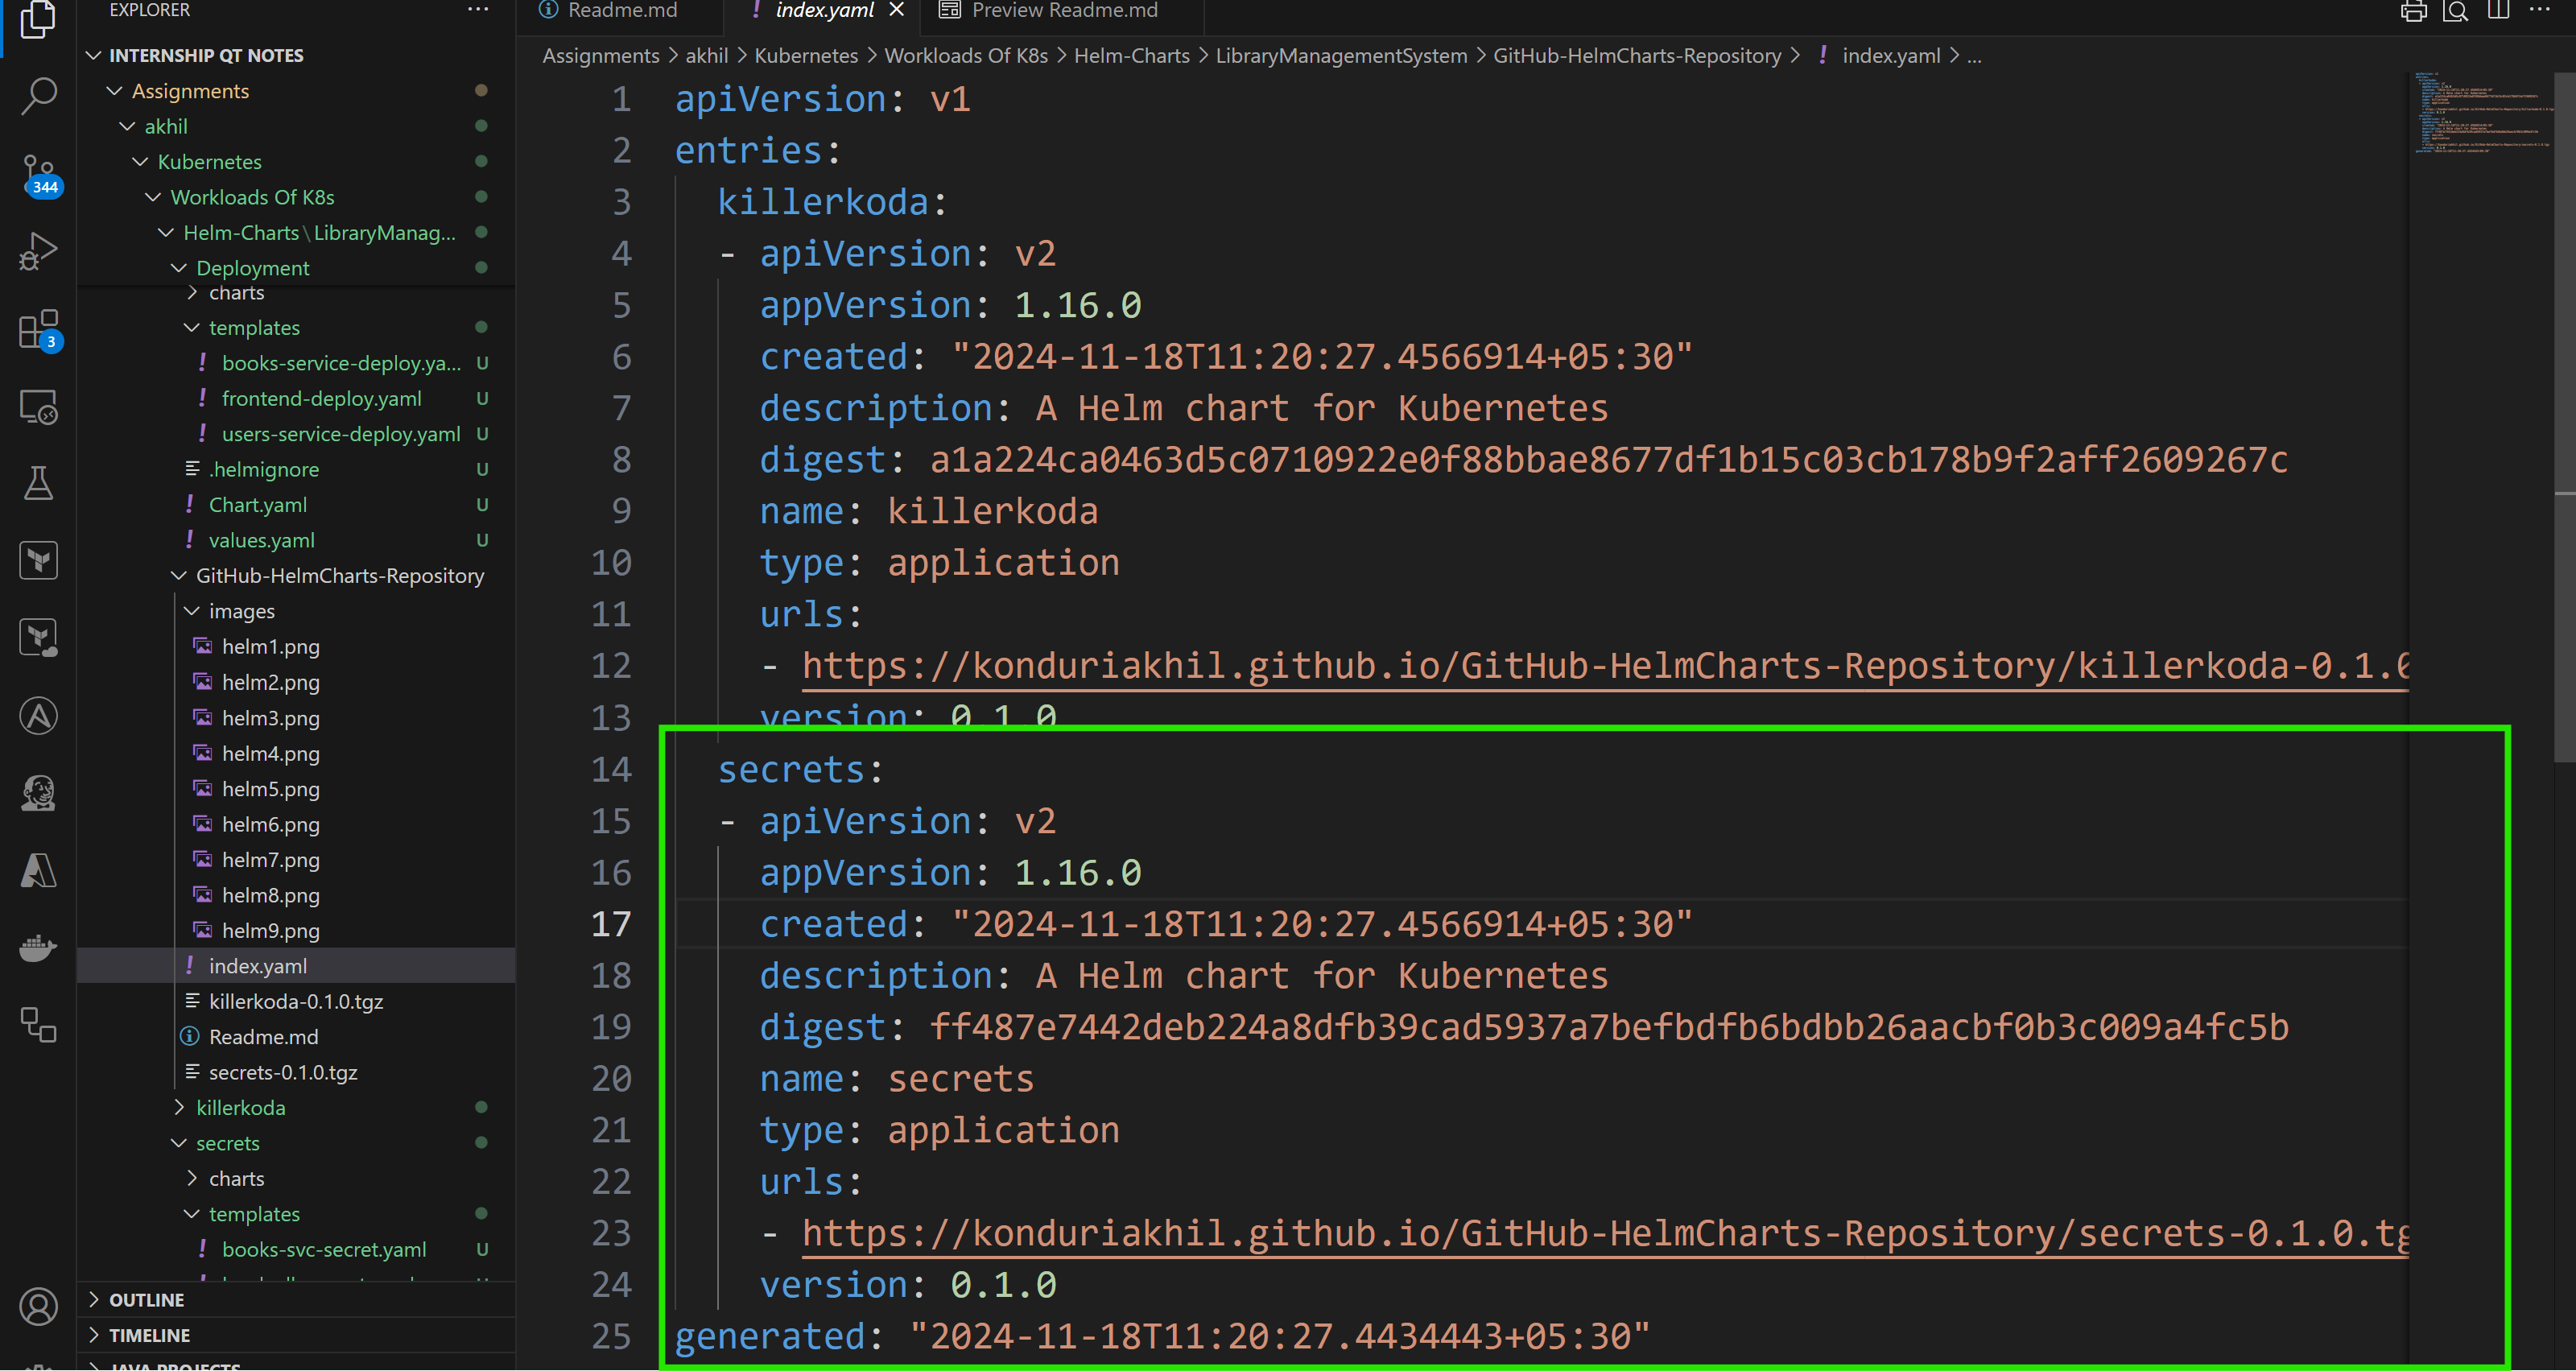 EXPLORER
...
INTERNSHIP QT NOTES
Assignments
akhil
Kubernetes
Workloads Of K8s
Helm-Charts\LibraryManag...
Deployment
charts
templates
books-service-deploy.ya... U
frontend-deploy.yaml U
users-service-deploy.yaml U
.helmignore U
Chart.yaml U
values.yaml U
GitHub-HelmCharts-Repository
images
helm1.png
helm2.png
helm3.png
helm4.png
helm5.png
helm6.png
helm7.png
helm8.png
helm9.png
index.yaml
killerkoda-0.1.0.tgz
Readme.md
secrets-0.1.0.tgz
killerkoda
secrets
charts
templates
books-svc-secret.yaml U
OUTLINE
TIMELINE
JAVA PROJECTS
344
3
Readme.md
index.yaml
Preview Readme.md
Assignments > akhil > Kubernetes > Workloads Of K8s > Helm-Charts > LibraryManagementSystem > GitHub-HelmCharts-Repository > ! index.yaml > ...
1 apiVersion: v1
2 entries:
3 killerkoda:
4 - apiVersion: v2
5 appVersion: 1.16.0
6 created: "2024-11-18T11:20:27.4566914+05:30"
7 description: A Helm chart for Kubernetes
8 digest: a1a224ca0463d5c0710922e0f88bbae8677df1b15c03cb178b9f2aff2609267c
9 name: killerkoda
10 type: application
11 urls:
12 - https://konduriakhil.github.io/GitHub-HelmCharts-Repository/killerkoda-0.1.0
13 version: 0.1.0
14 secrets:
15 - apiVersion: v2
16 appVersion: 1.16.0
17 created: "2024-11-18T11:20:27.4566914+05:30"
18 description: A Helm chart for Kubernetes
19 digest: ff487e7442deb224a8dfb39cad5937a7befbdfb6bdbb26aacbf0b3c009a4fc5b
20 name: secrets
21 type: application
22 urls:
23 - https://konduriakhil.github.io/GitHub-HelmCharts-Repository/secrets-0.1.0.tg
24 version: 0.1.0
25 generated: "2024-11-18T11:20:27.4434443+05:30"